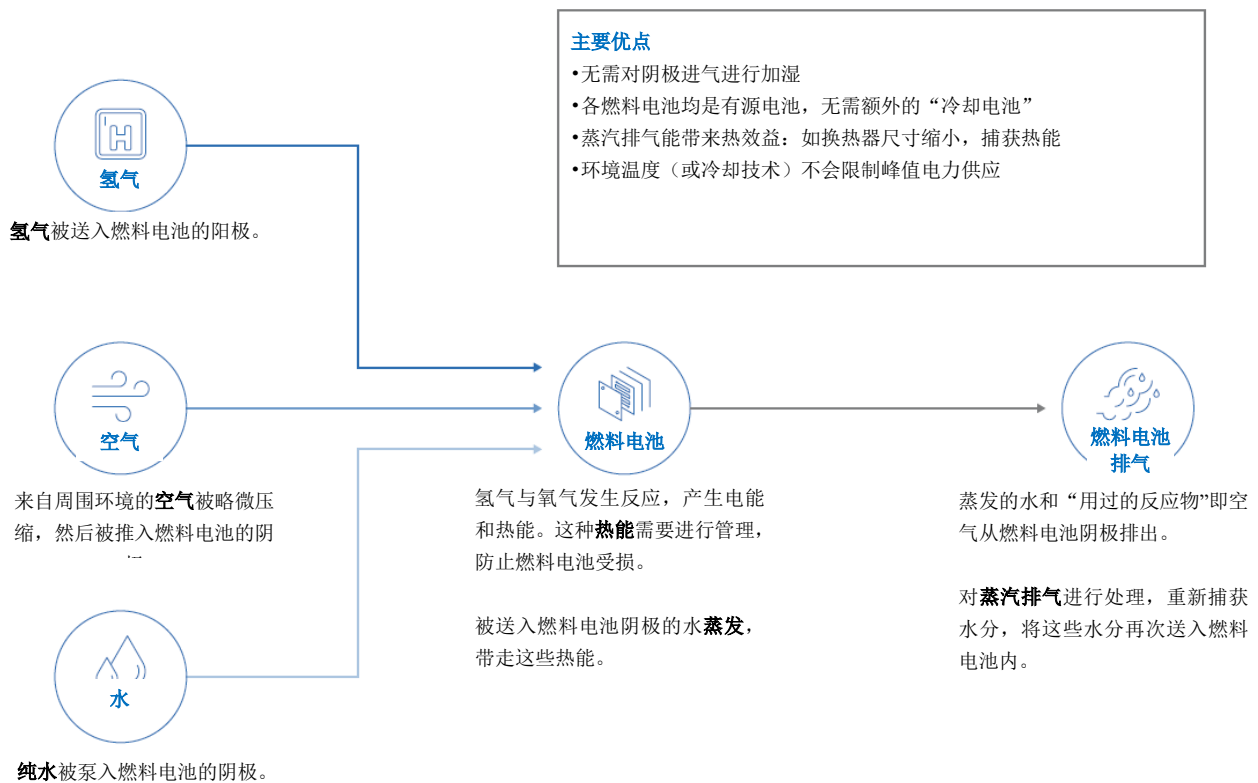 主要优点
•无需对阴极进气进行加湿
•各燃料电池均是有源电池，无需额外的“冷却电池”
•蒸汽排气能带来热效益：如换热器尺寸缩小，捕获热能
•环境温度（或冷却技术）不会限制峰值电力供应
H
氢气
氢气被送入燃料电池的阳极。
空气
来自周围环境的空气被略微压
缩，然后被推入燃料电池的阴
水
纯水被泵入燃料电池的阴极。
燃料电池
氢气与氧气发生反应，产生电能
和热能。这种热能需要进行管理，
防止燃料电池受损。
被送入燃料电池阴极的水蒸发，
带走这些热能。
燃料电池
排气
蒸发的水和“用过的反应物”即空
气从燃料电池阴极排出。
对蒸汽排气进行处理，重新捕获
水分，将这些水分再次送入燃料
电池内。